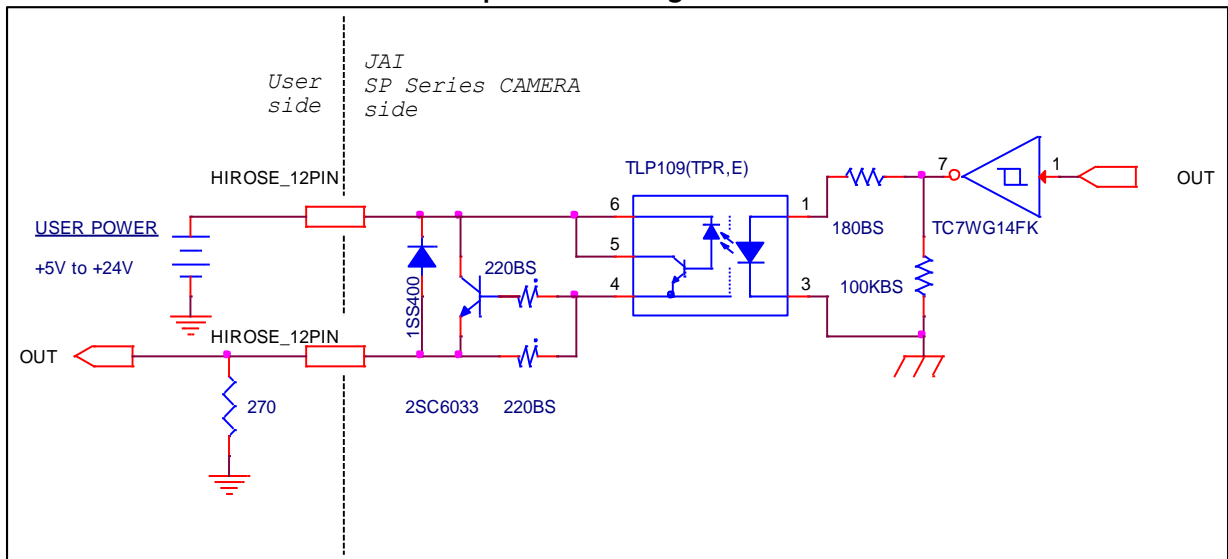 User
side
JAI
SP Series CAMERA
side
HIROSE_12PIN
USER POWER
+5V to +24V
HIROSE_12PIN
OUT
270
1SS400
220BS
2SC6033
220BS
TLP109(TPR,E)
6
5
4
1
3
180BS
7
1
TC7WG14FK
100KBS
OUT